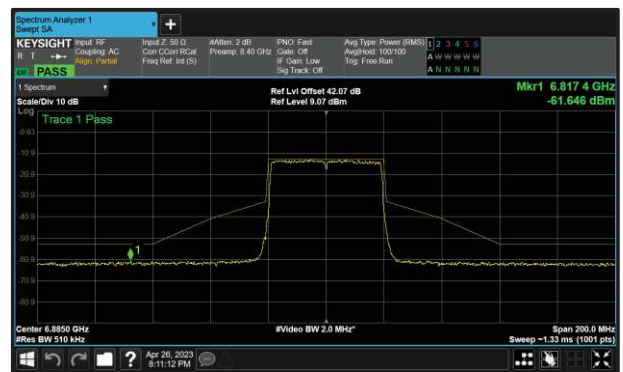 Spectrum Analyzer 1
Swept SA
+
KEYSIGHT Input: RF Input Z: 50 Ω #Atten: 2 dB PNO: Fast Avg Type: Power (RMS) 1 2 3 4 5 6
R T Coupling: AC Corr CCorr RCal Preamp: 8.40 GHz Gate: Off Avg|Hold: 100/100 A W W W W W
Align: Partial Freq Ref: Int (S) IF Gain: Low Trig: Free Run
PASS Sig Track: Off A N N N N N
1 Spectrum Ref Lvl Offset 42.07 dB Mkr1 6.817 4 GHz
Scale/Div 10 dB Ref Level 9.07 dBm -61.646 dBm
Log
Trace 1 Pass
-0.93
-10.9
-20.9
-30.9
-40.9
-50.9
1
-60.9
-70.9
-80.9
Center 6.8850 GHz #Video BW 2.0 MHz* Span 200.0 MHz
#Res BW 510 kHz Sweep ~1.33 ms (1001 pts)
? Apr 26, 2023
8:11:12 PM